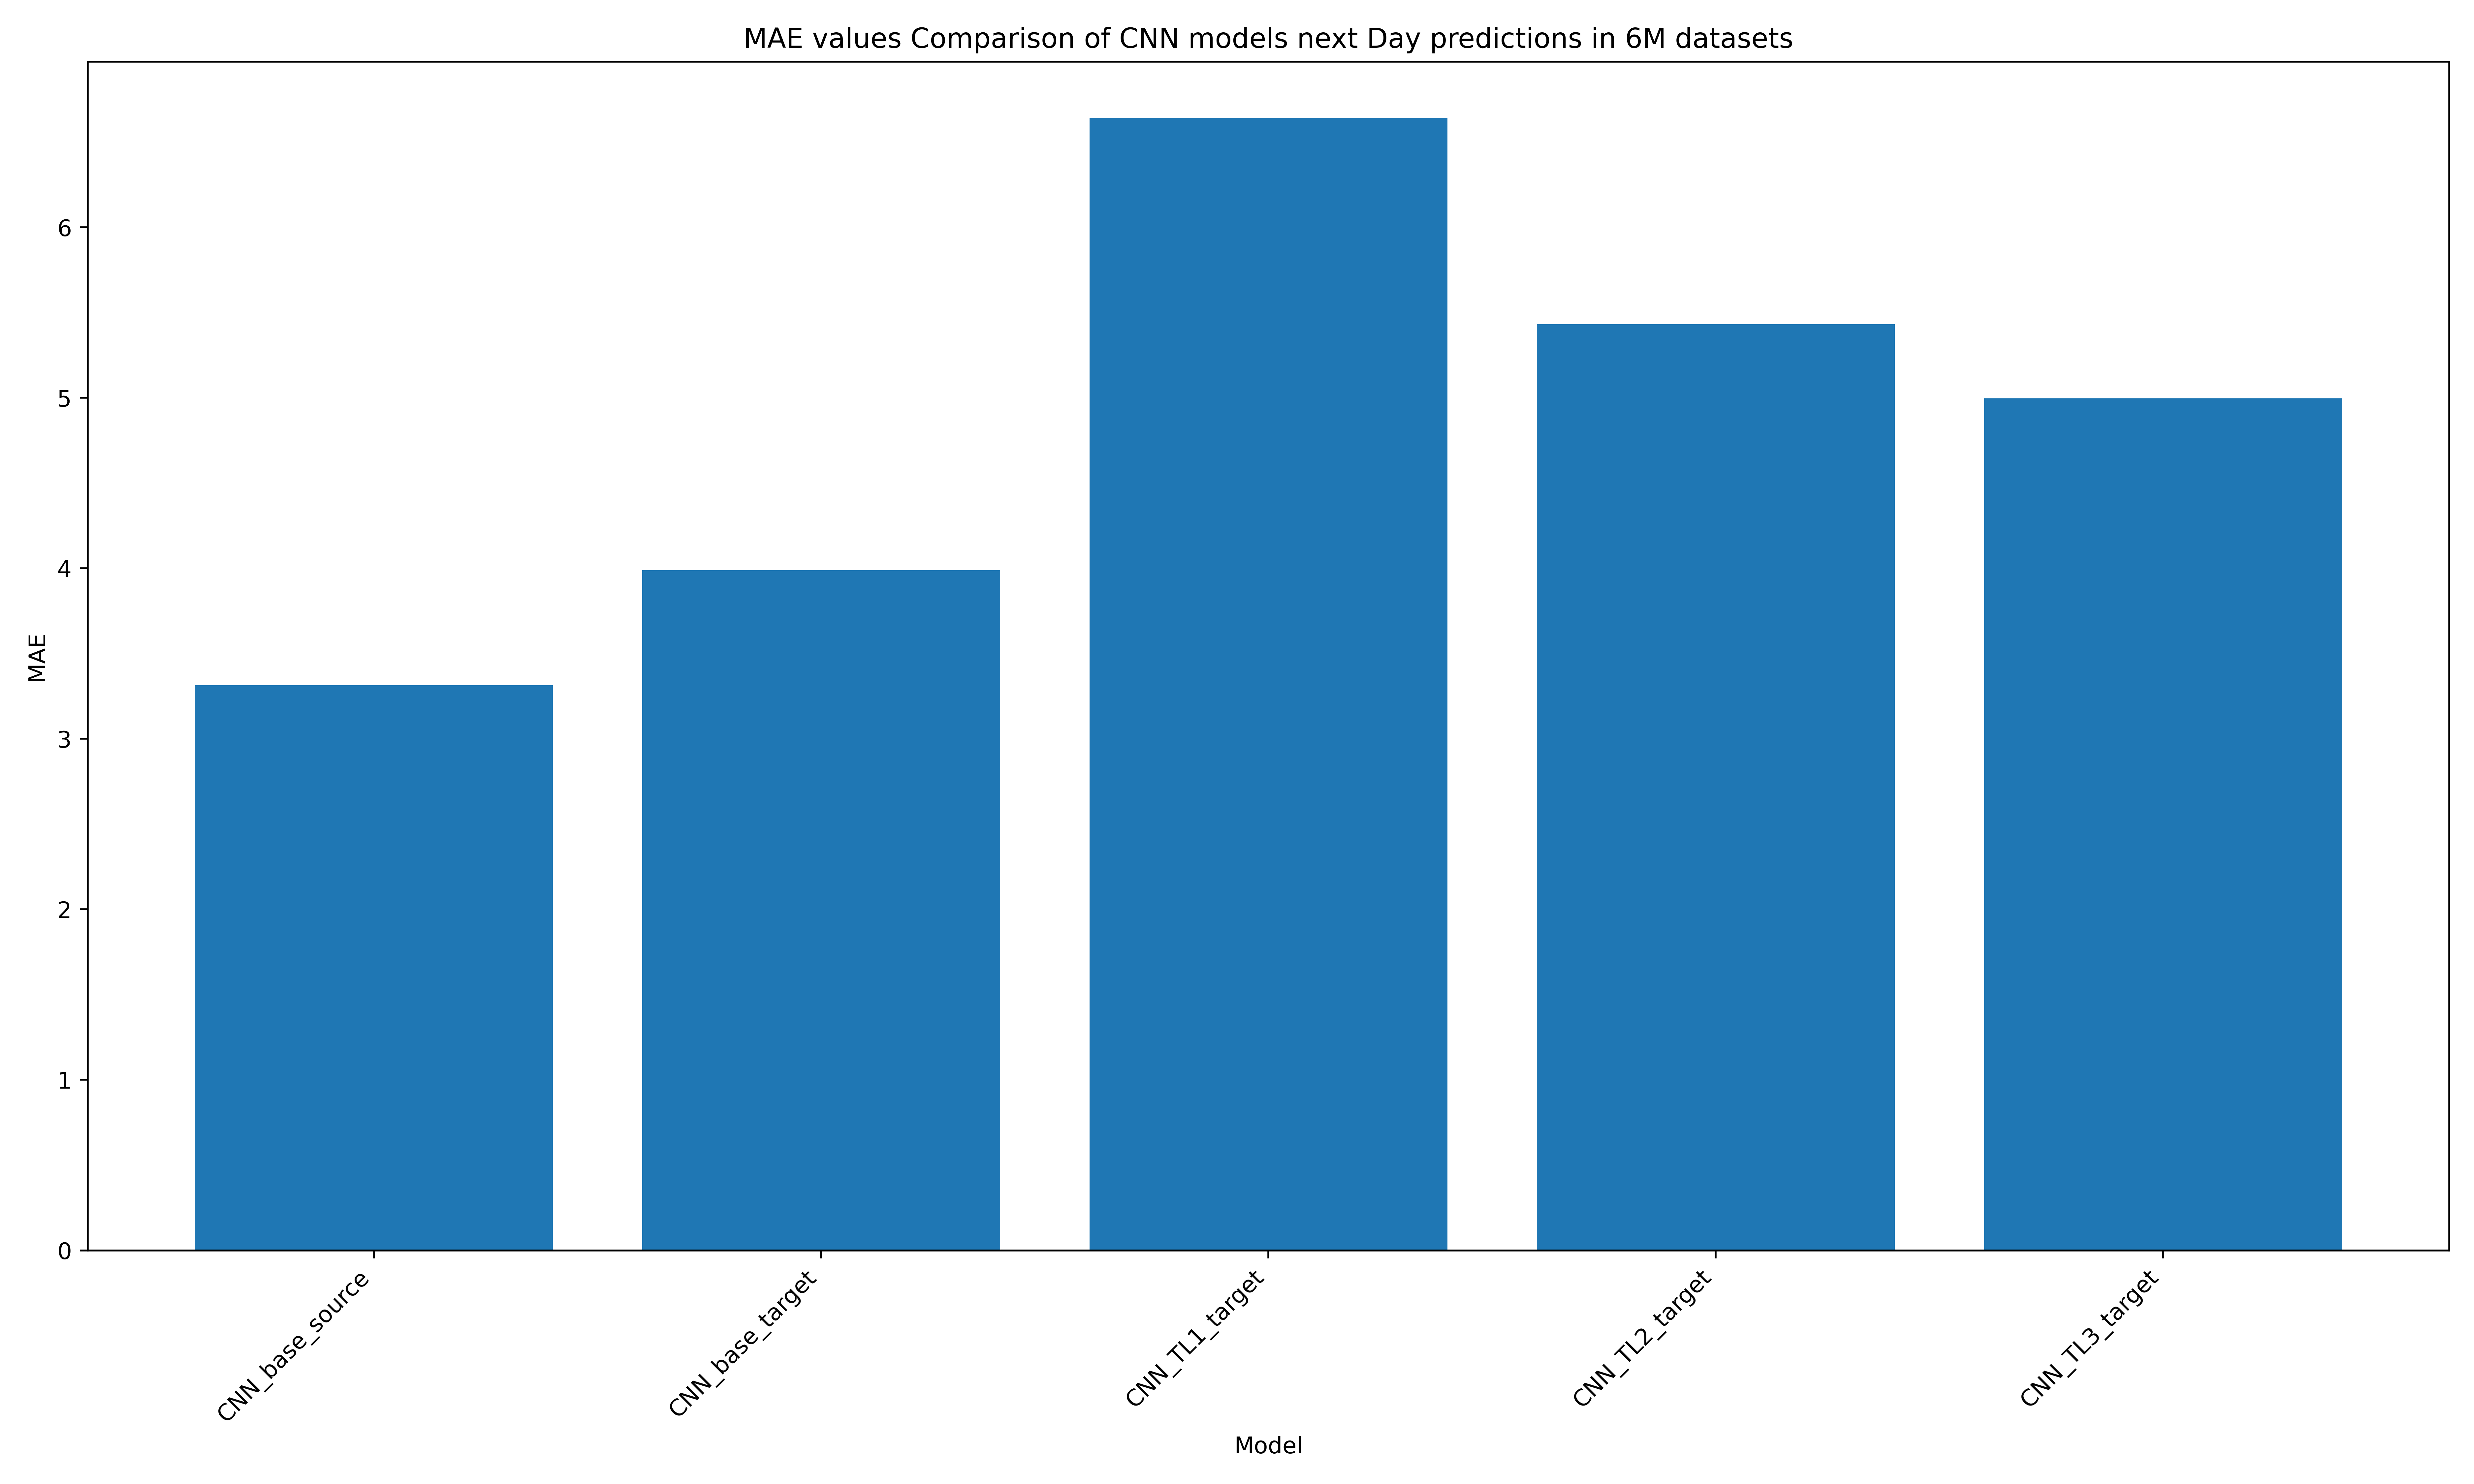 MAE values Comparison of CNN models next Day predictions in 6M datasets
MAE
6
5
4
3
2
1
0
CNN_base_source
CNN_base_target
CNN_TL1_target
CNN_TL2_target
CNN_TL3_target
Model